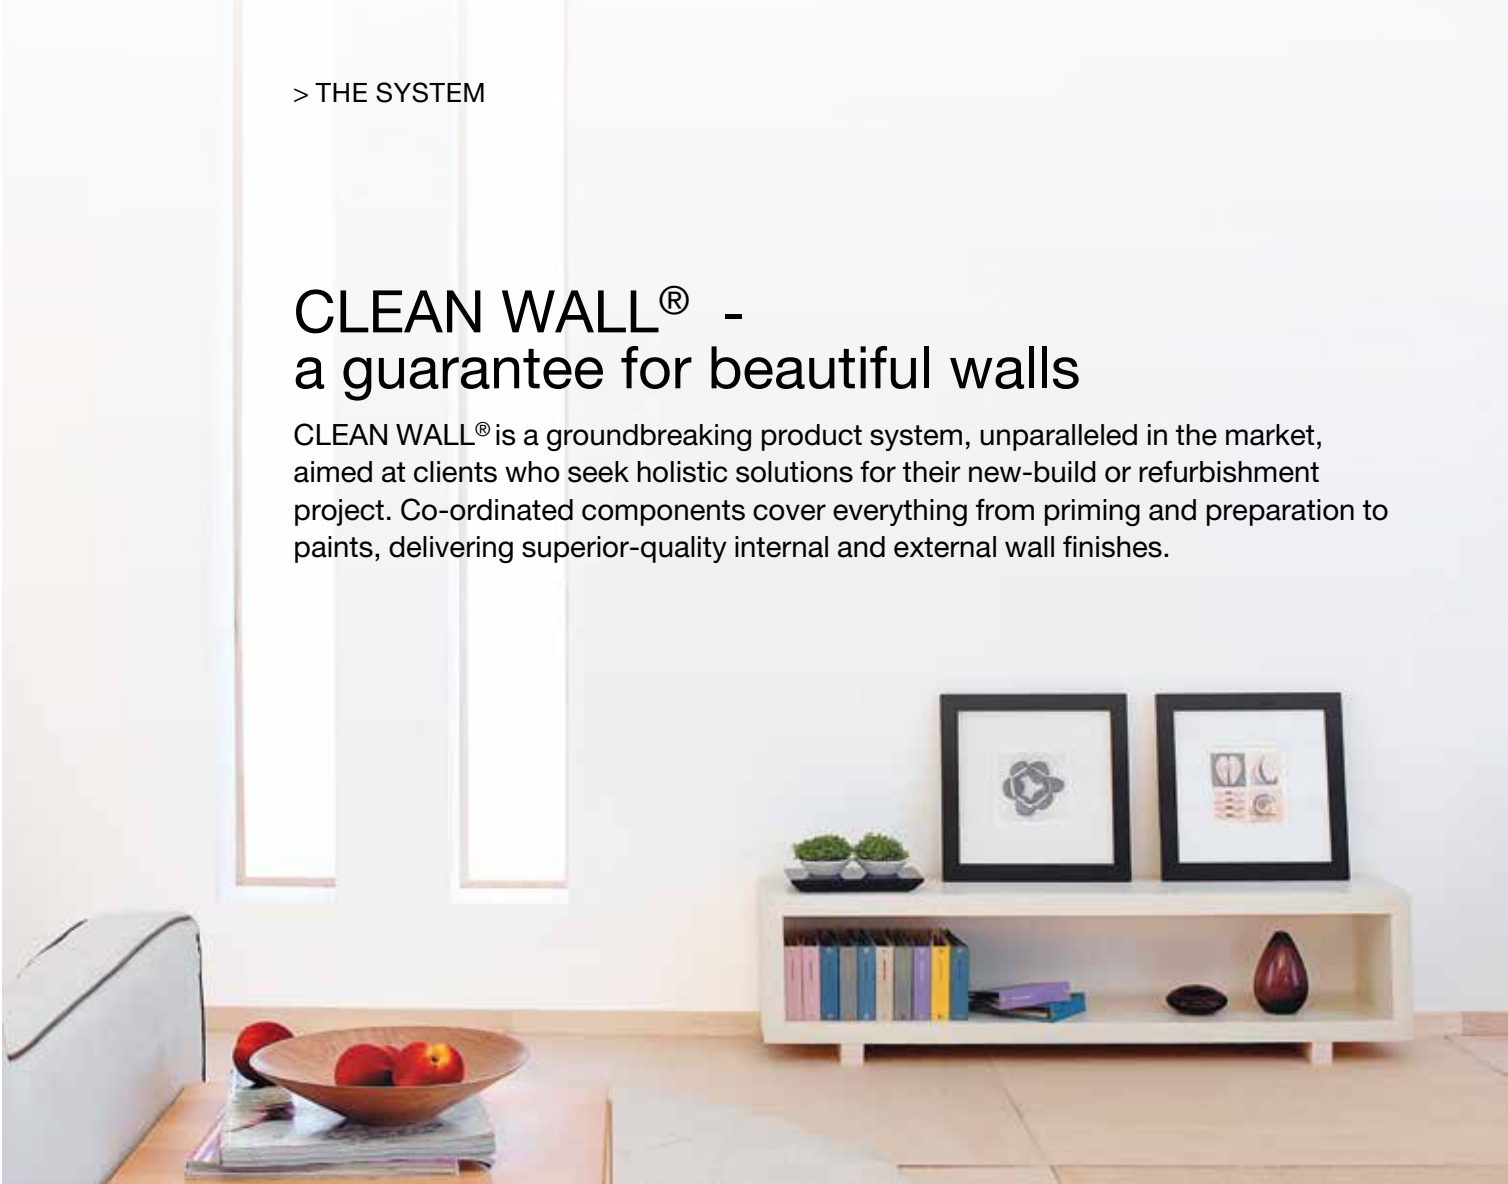 > THE SYSTEM
CLEAN WALL® -
a guarantee for beautiful walls
CLEAN WALL® is a groundbreaking product system, unparalleled in the market,
aimed at clients who seek holistic solutions for their new-build or refurbishment
project. Co-ordinated components cover everything from priming and preparation to
paints, delivering superior-quality internal and external wall finishes.